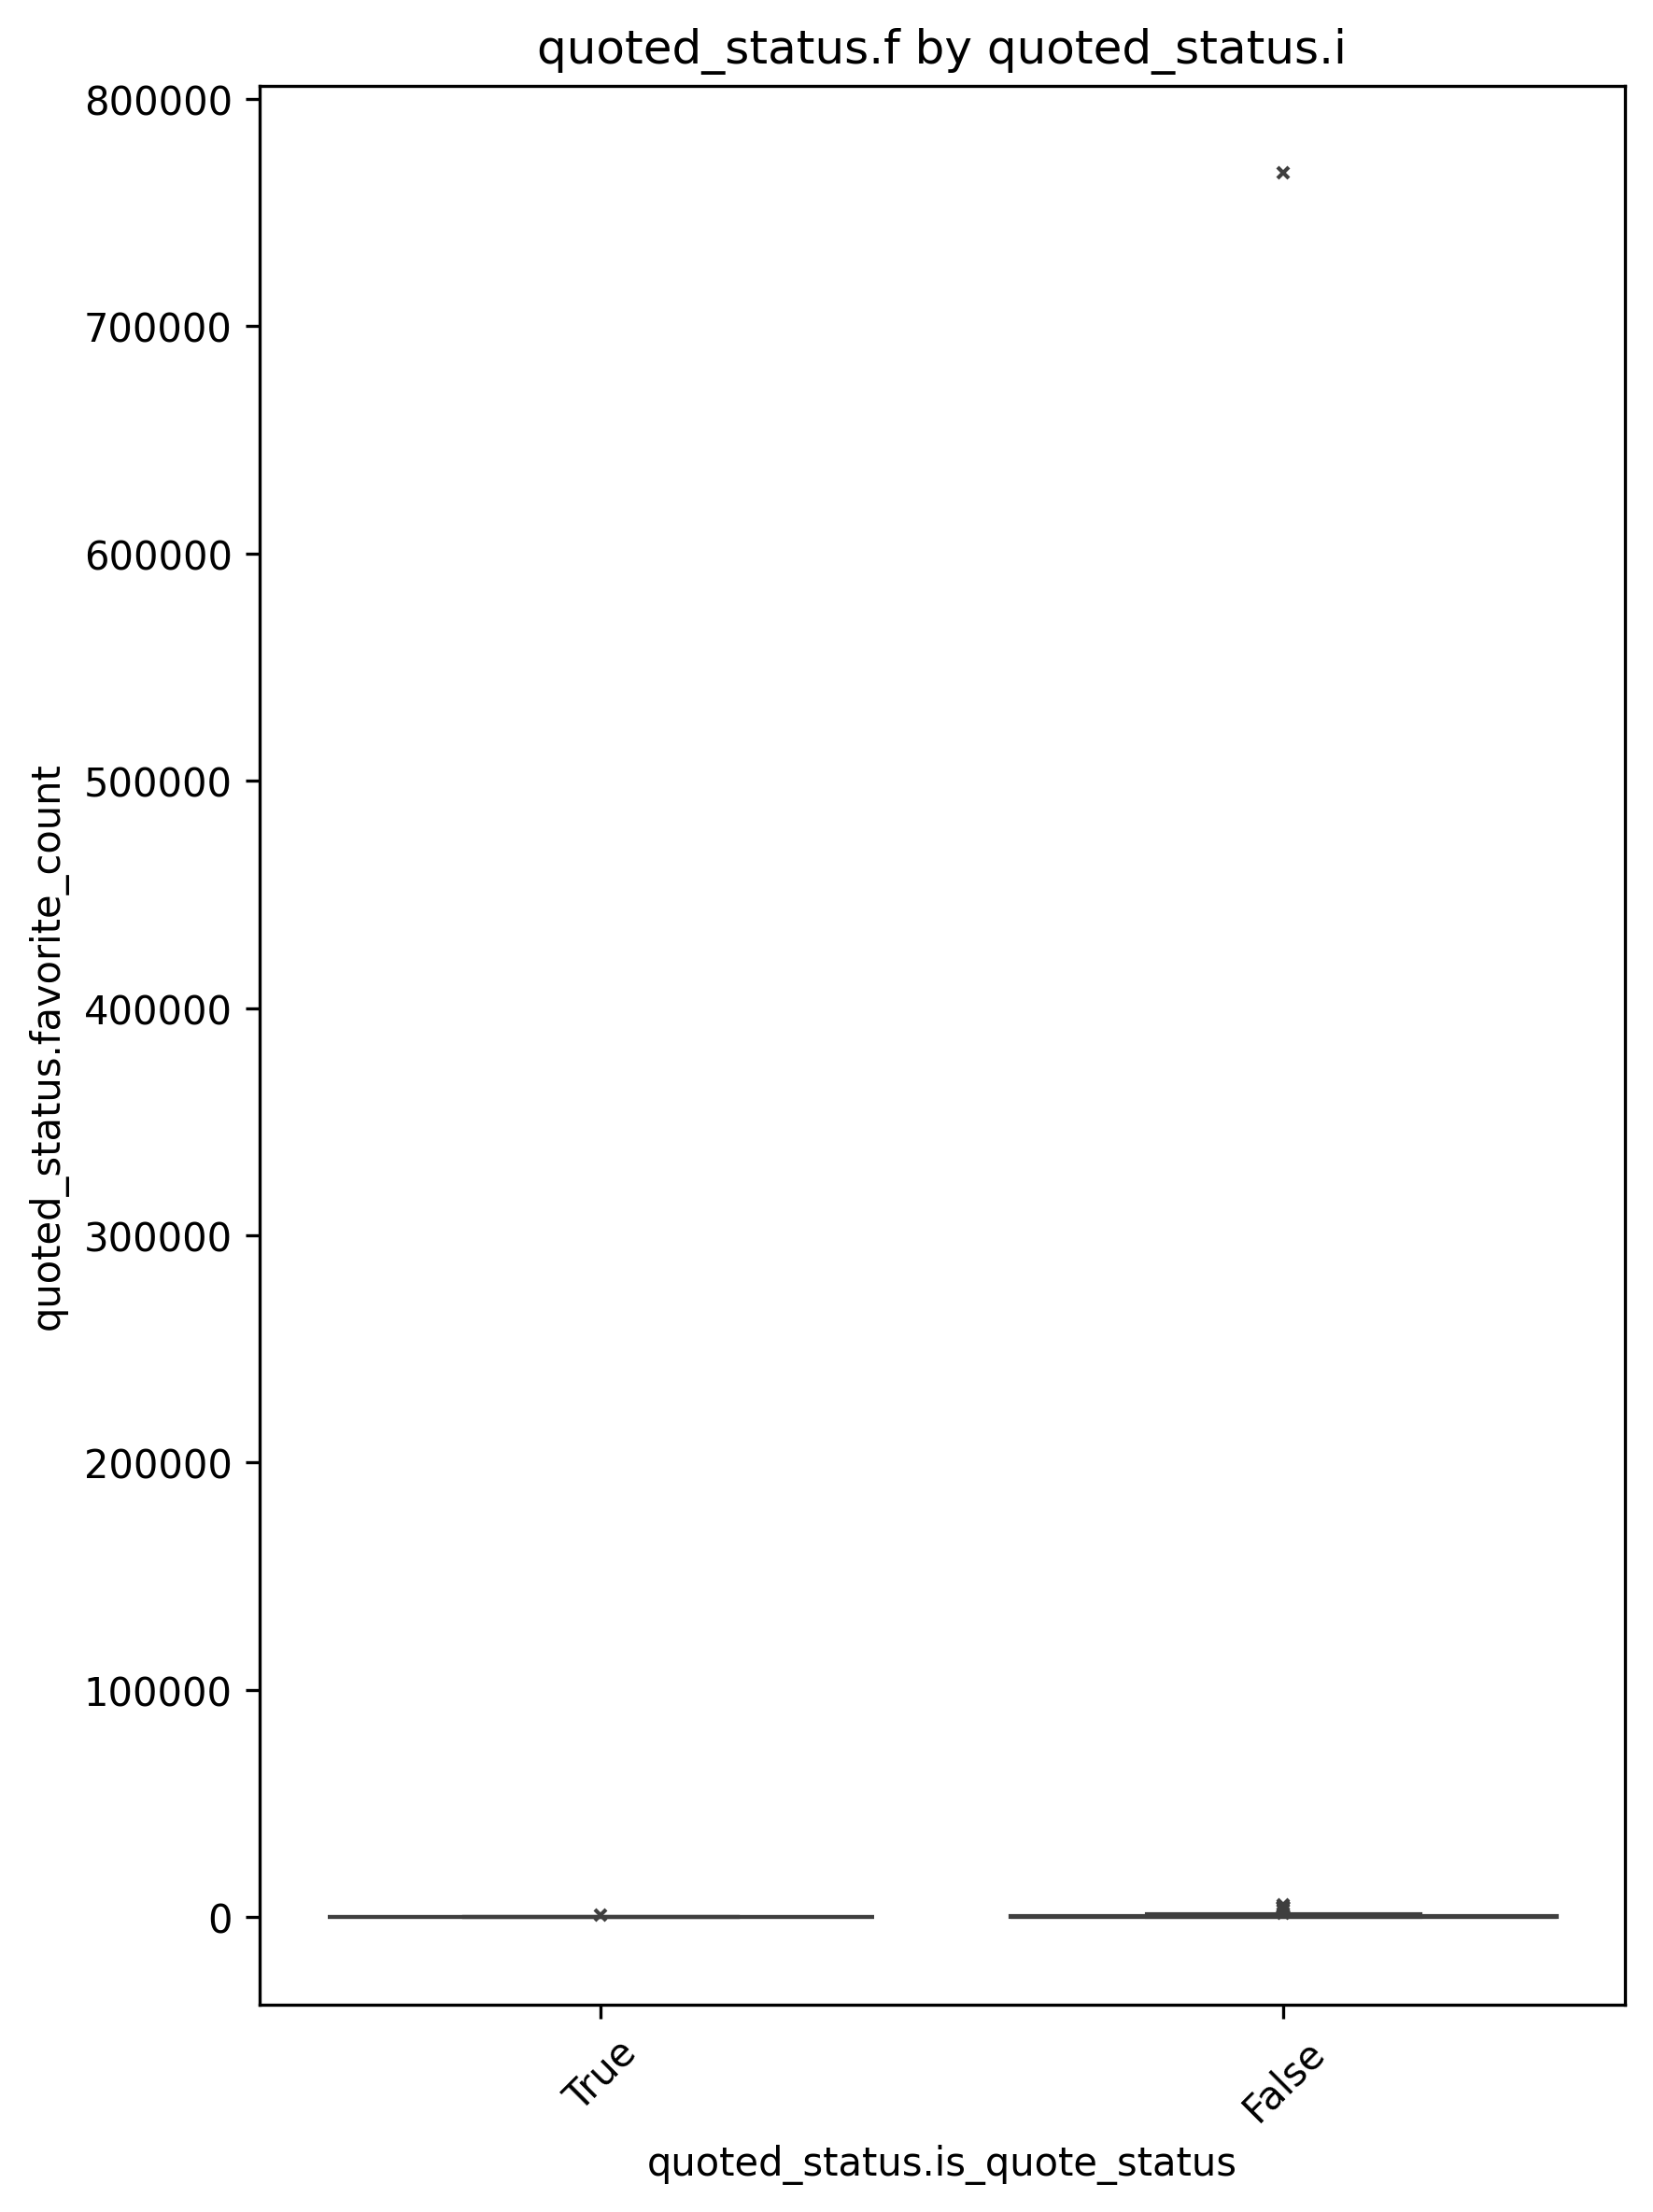 quoted_status.f by quoted_status.i
800000
700000
600000
500000
400000
300000
200000
100000
0
quoted_status.favorite_count
True
False
quoted_status.is_quote_status